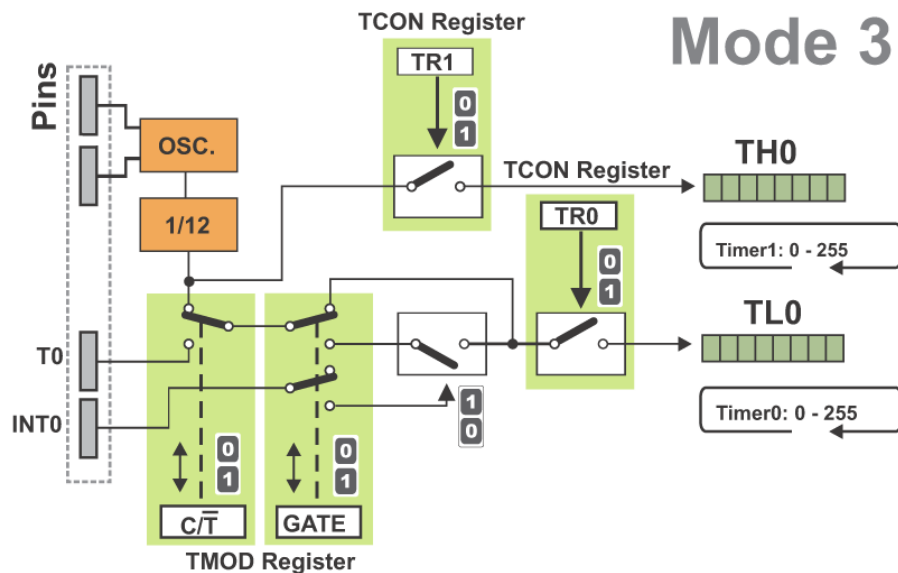 TCON Register
Mode 3
Pins
TR1
0
1
OSC.
TCON Register
TH0
1/12
TR0
0
1
Timer1: 0 - 255
TL0
T0
INT0
1
0
Timer0: 0 - 255
0
1
0
1
C/T̅
GATE
TMOD Register